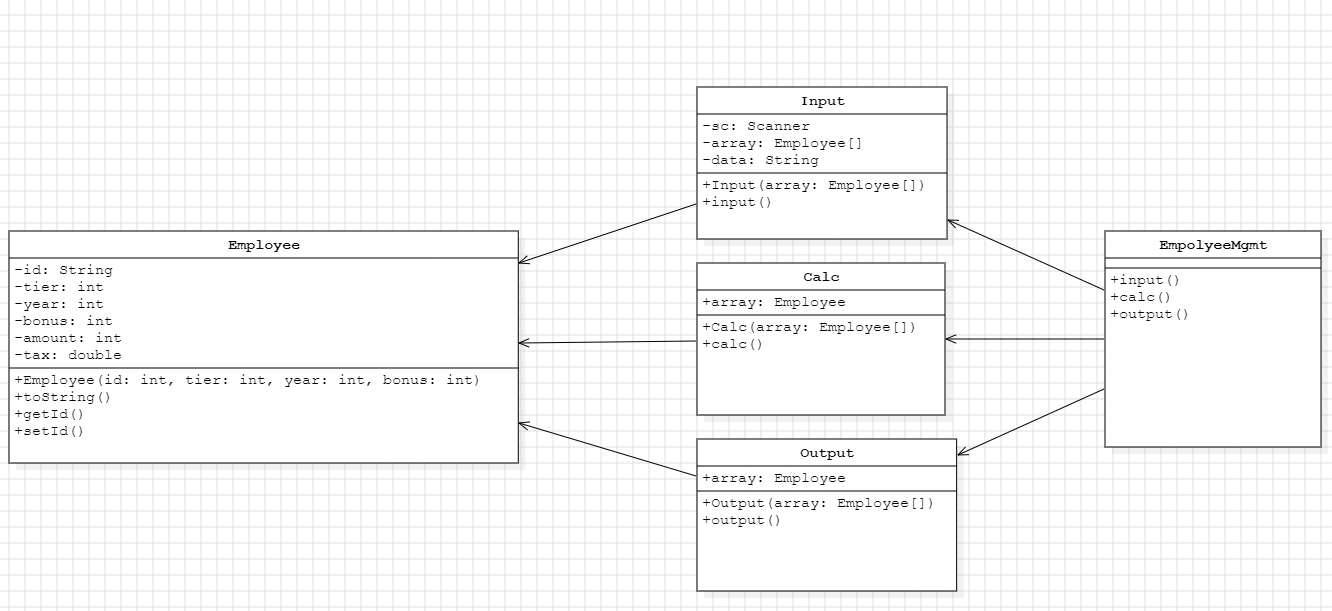 Input
-sc: Scanner
-array: Employee[]
-data: String
+Input(array: Employee[])
+input()
Employee
-id: String
-tier: int
-year: int
-bonus: int
-amount: int
-tax: double
+Employee(id: int, tier: int, year: int, bonus: int)
+toString()
+getId()
+setId()
Calc
+array: Employee
+Calc(array: Employee[])
+calc()
EmpolyeeMgmt
+input()
+calc()
+output()
Output
+array: Employee
+Output(array: Employee[])
+output()